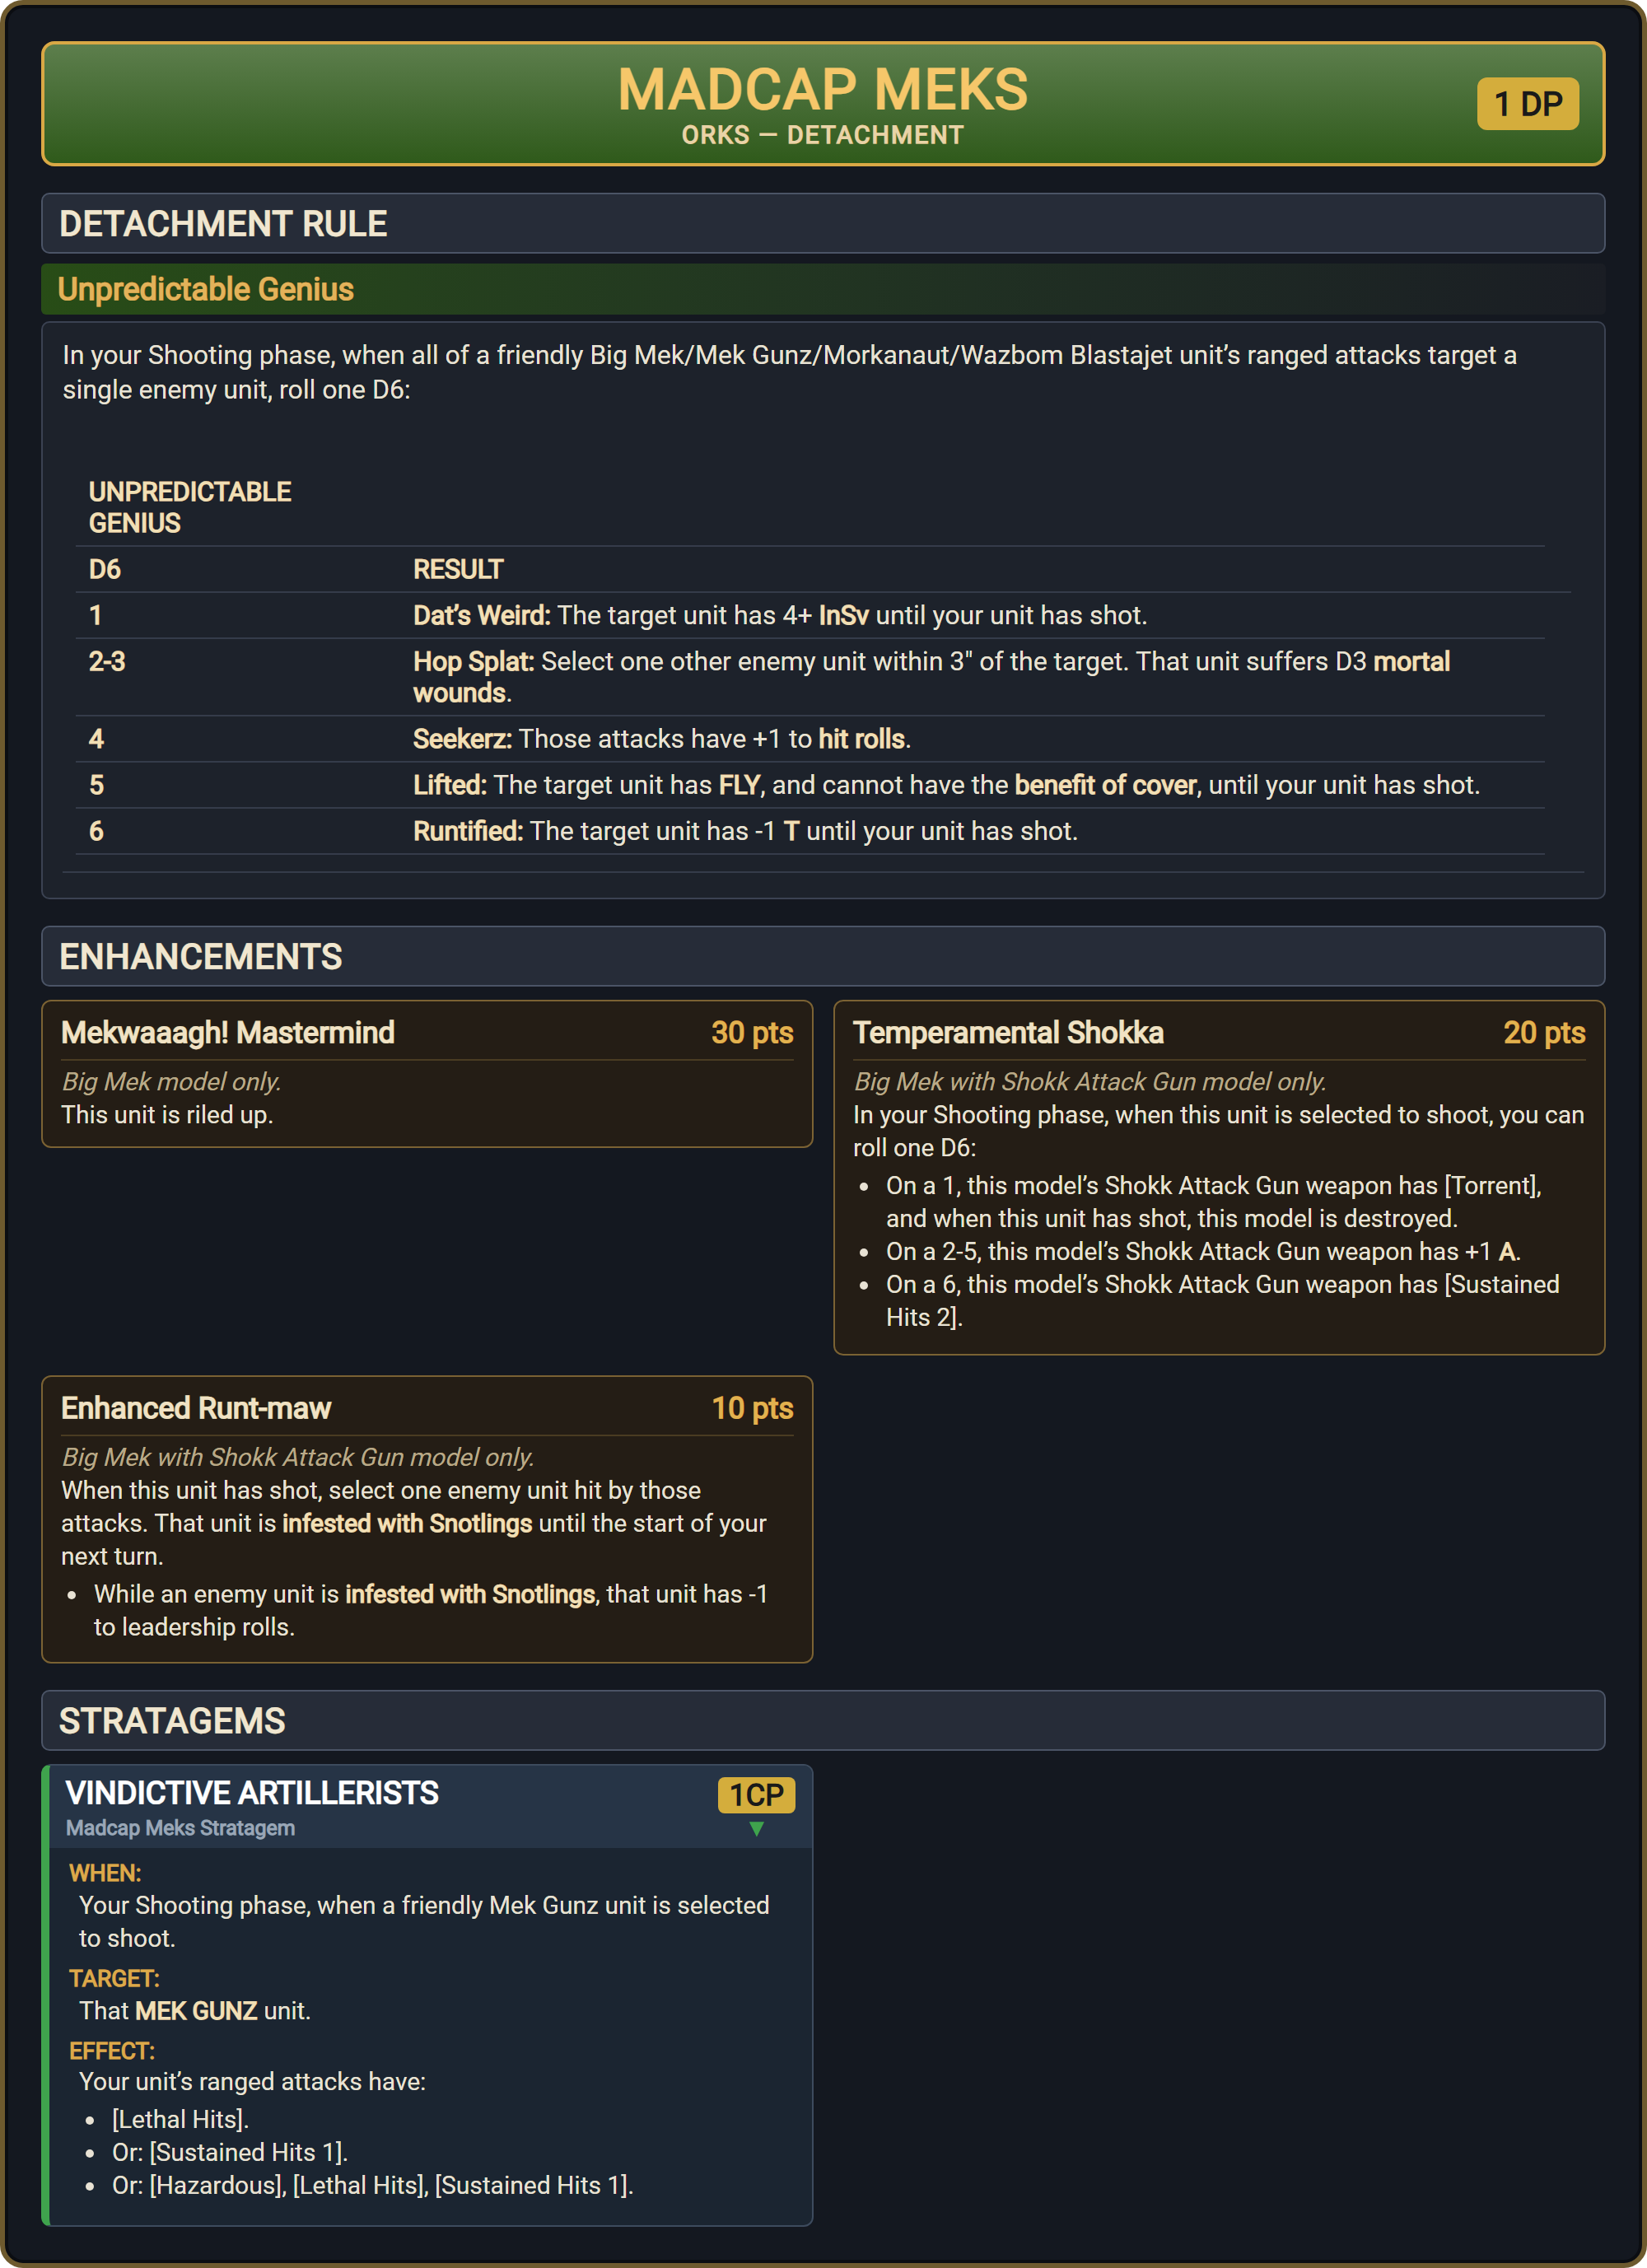 MADCAP MEKS
ORKS — DETACHMENT
1 DP
DETACHMENT RULE
Unpredictable Genius
In your Shooting phase, when all of a friendly Big Mek/Mek Gunz/Morkanaut/Wazbom Blastajet unit’s ranged attacks target a
single enemy unit, roll one D6:
UNPREDICTABLE
GENIUS
D6 RESULT
1 Dat’s Weird: The target unit has 4+ InSv until your unit has shot.
2-3 Hop Splat: Select one other enemy unit within 3" of the target. That unit suffers D3 mortal
wounds.
4 Seekerz: Those attacks have +1 to hit rolls.
5 Lifted: The target unit has FLY, and cannot have the benefit of cover, until your unit has shot.
6 Runtified: The target unit has -1 T until your unit has shot.
ENHANCEMENTS
Mekwaaagh! Mastermind 30 pts
Big Mek model only.
This unit is riled up.
Temperamental Shokka 20 pts
Big Mek with Shokk Attack Gun model only.
In your Shooting phase, when this unit is selected to shoot, you can
roll one D6:
• On a 1, this model’s Shokk Attack Gun weapon has [Torrent],
and when this unit has shot, this model is destroyed.
• On a 2-5, this model’s Shokk Attack Gun weapon has +1 A.
• On a 6, this model’s Shokk Attack Gun weapon has [Sustained
Hits 2].
Enhanced Runt-maw 10 pts
Big Mek with Shokk Attack Gun model only.
When this unit has shot, select one enemy unit hit by those
attacks. That unit is infested with Snotlings until the start of your
next turn.
• While an enemy unit is infested with Snotlings, that unit has -1
to leadership rolls.
STRATAGEMS
VINDICTIVE ARTILLERISTS 1CP
Madcap Meks Stratagem ▼
WHEN:
Your Shooting phase, when a friendly Mek Gunz unit is selected
to shoot.
TARGET:
That MEK GUNZ unit.
EFFECT:
Your unit’s ranged attacks have:
• [Lethal Hits].
• Or: [Sustained Hits 1].
• Or: [Hazardous], [Lethal Hits], [Sustained Hits 1].